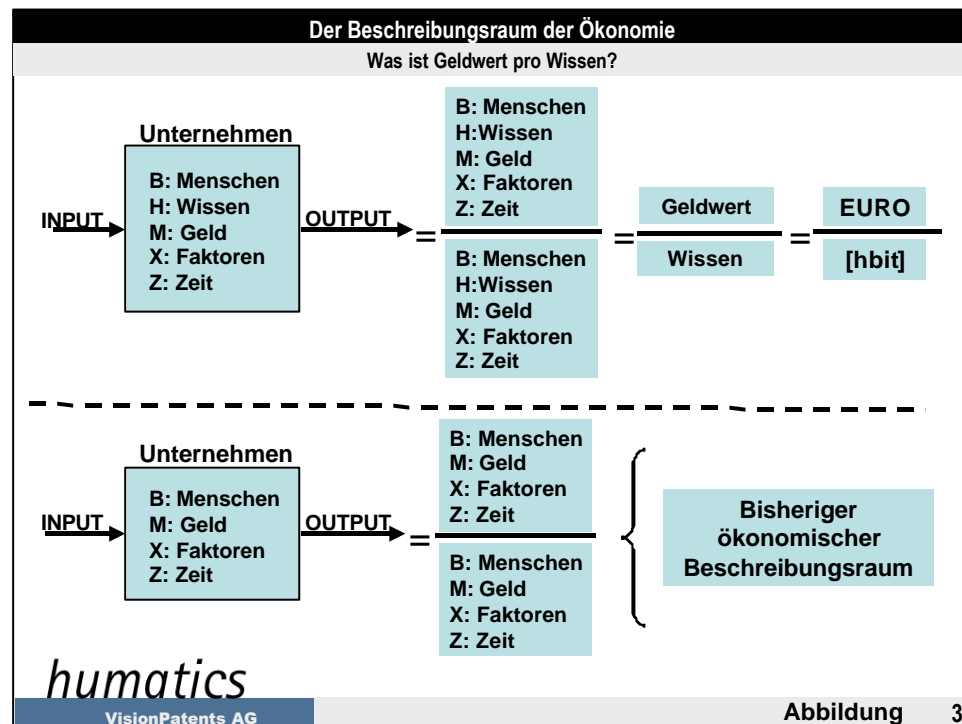 Der Beschreibungsraum der Ökonomie
Was ist Geldwert pro Wissen?
INPUT
Unternehmen
B: Menschen
H: Wissen
M: Geld
X: Faktoren
Z: Zeit
OUTPUT
=
B: Menschen
H:Wissen
M: Geld
X: Faktoren
Z: Zeit
B: Menschen
H:Wissen
M: Geld
X: Faktoren
Z: Zeit
=
Geldwert
Wissen
=
EURO
[hbit]
INPUT
Unternehmen
B: Menschen
M: Geld
X: Faktoren
Z: Zeit
OUTPUT
=
B: Menschen
M: Geld
X: Faktoren
Z: Zeit
B: Menschen
M: Geld
X: Faktoren
Z: Zeit
Bisheriger
ökonomischer
Beschreibungsraum
humatics
VisionPatents AG
Abbildung 3